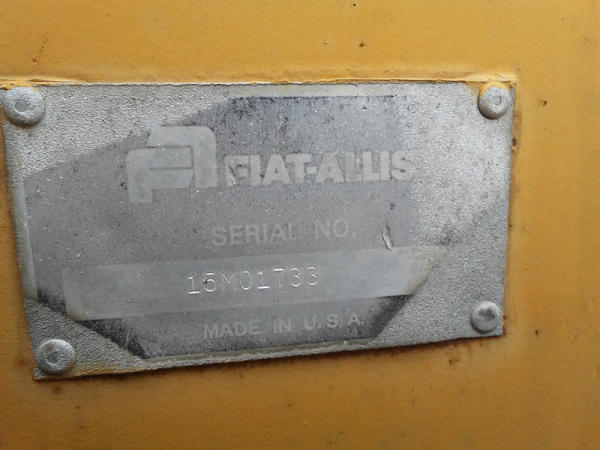 FIAT-ALLIS
SERIAL NO.
15M01733
MADE IN U.S.A.